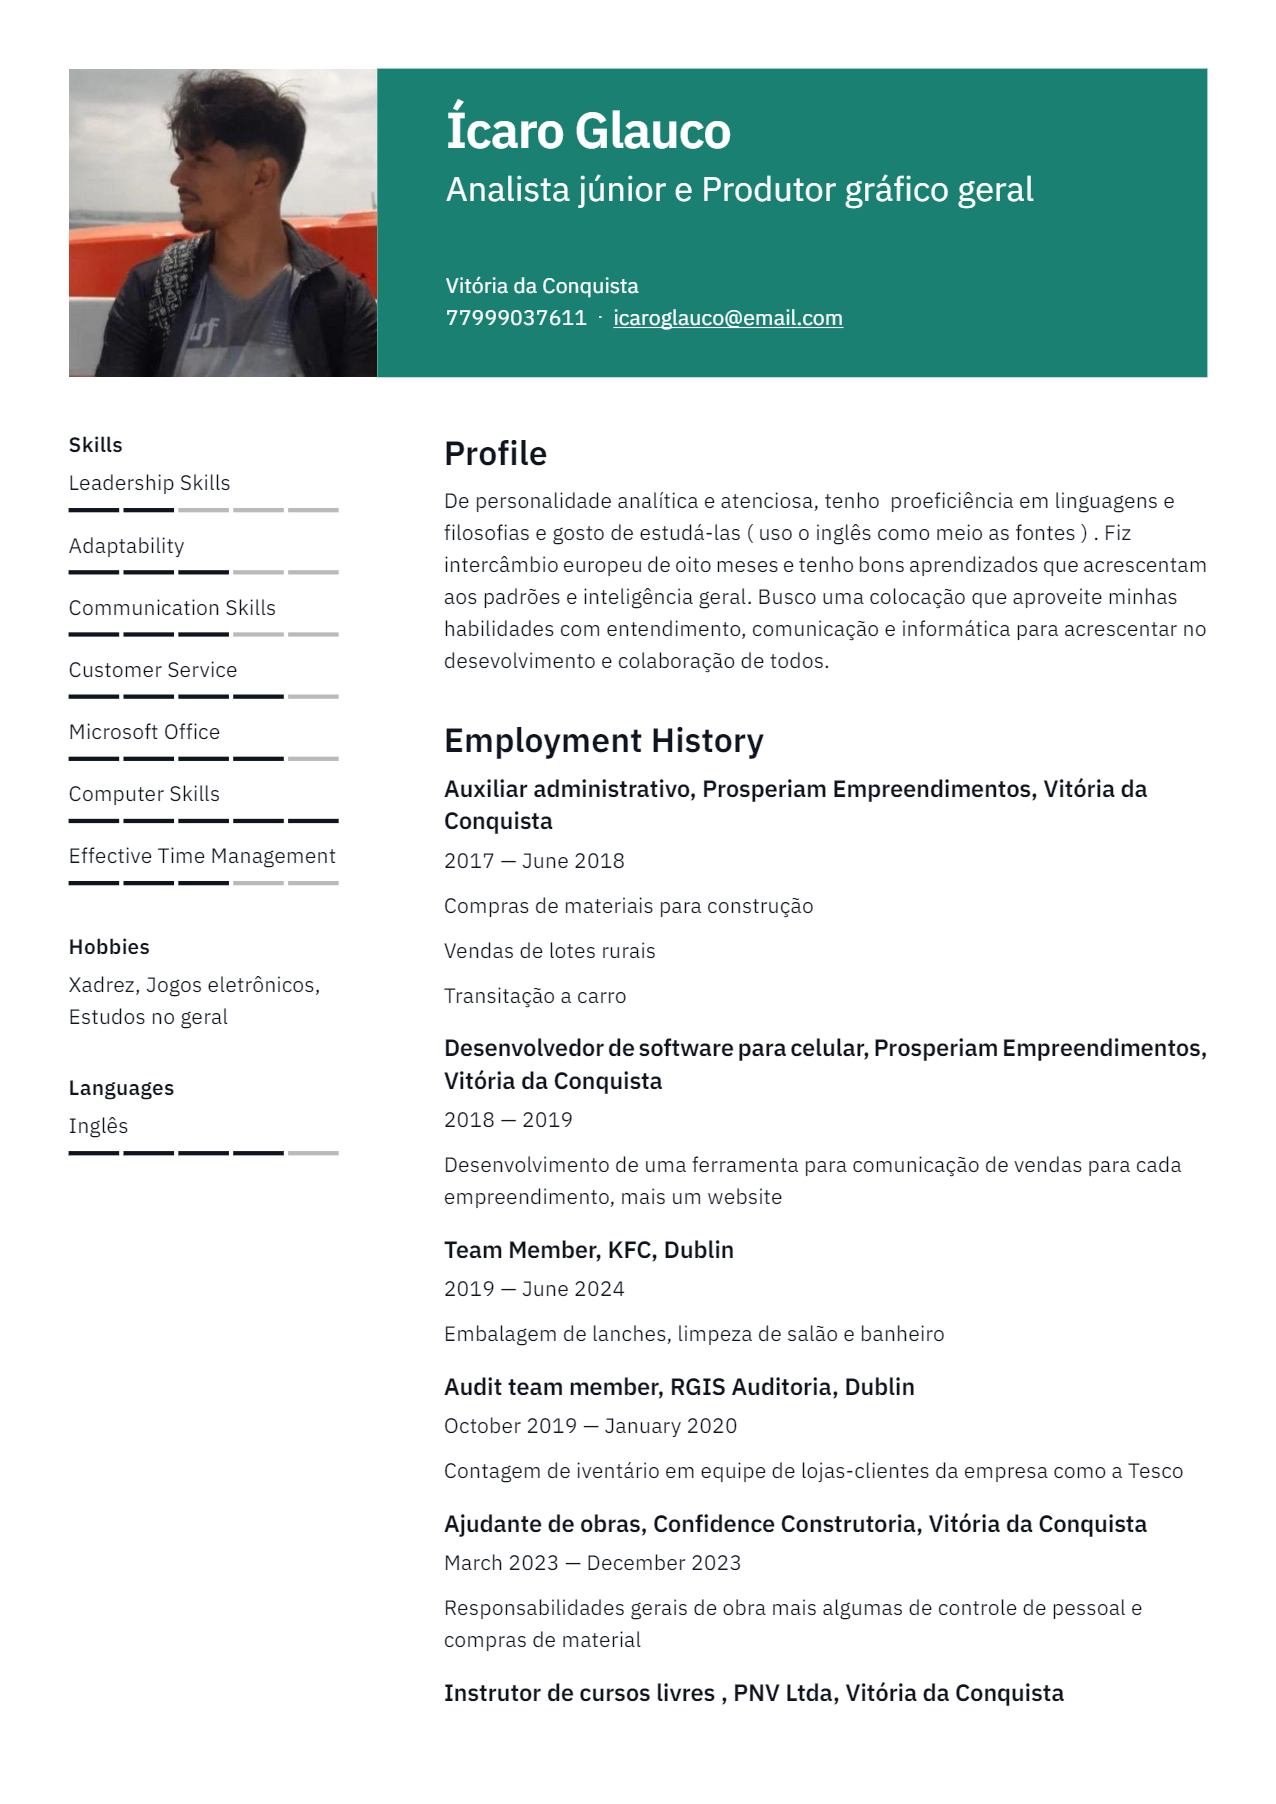 Ícaro Glauco
Analista júnior e Produtor gráfico geral
Vitória da Conquista
77999037611 · icaroglauco@email.com
Skills
Leadership Skills
Adaptability
Communication Skills
Customer Service
Microsoft Office
Computer Skills
Effective Time Management
Hobbies
Xadrez, Jogos eletrônicos,
Estudos no geral
Languages
Inglês
Profile
De personalidade analítica e atenciosa, tenho  proeficiência em linguagens e
filosofias e gosto de estudá-las ( uso o inglês como meio as fontes ) . Fiz
intercâmbio europeu de oito meses e tenho bons aprendizados que acrescentam
aos padrões e inteligência geral. Busco uma colocação que aproveite minhas
habilidades com entendimento, comunicação e informática para acrescentar no
desevolvimento e colaboração de todos.
Employment History
Auxiliar administrativo, Prosperiam Empreendimentos, Vitória da
Conquista
2017 — June 2018
Compras de materiais para construção
Vendas de lotes rurais
Transitação a carro
Desenvolvedor de software para celular, Prosperiam Empreendimentos,
Vitória da Conquista
2018 — 2019
Desenvolvimento de uma ferramenta para comunicação de vendas para cada
empreendimento, mais um website
Team Member, KFC, Dublin
2019 — June 2024
Embalagem de lanches, limpeza de salão e banheiro
Audit team member, RGIS Auditoria, Dublin
October 2019 — January 2020
Contagem de iventário em equipe de lojas-clientes da empresa como a Tesco
Ajudante de obras, Confidence Construtoria, Vitória da Conquista
March 2023 — December 2023
Responsabilidades gerais de obra mais algumas de controle de pessoal e
compras de material
Instrutor de cursos livres , PNV Ltda, Vitória da Conquista